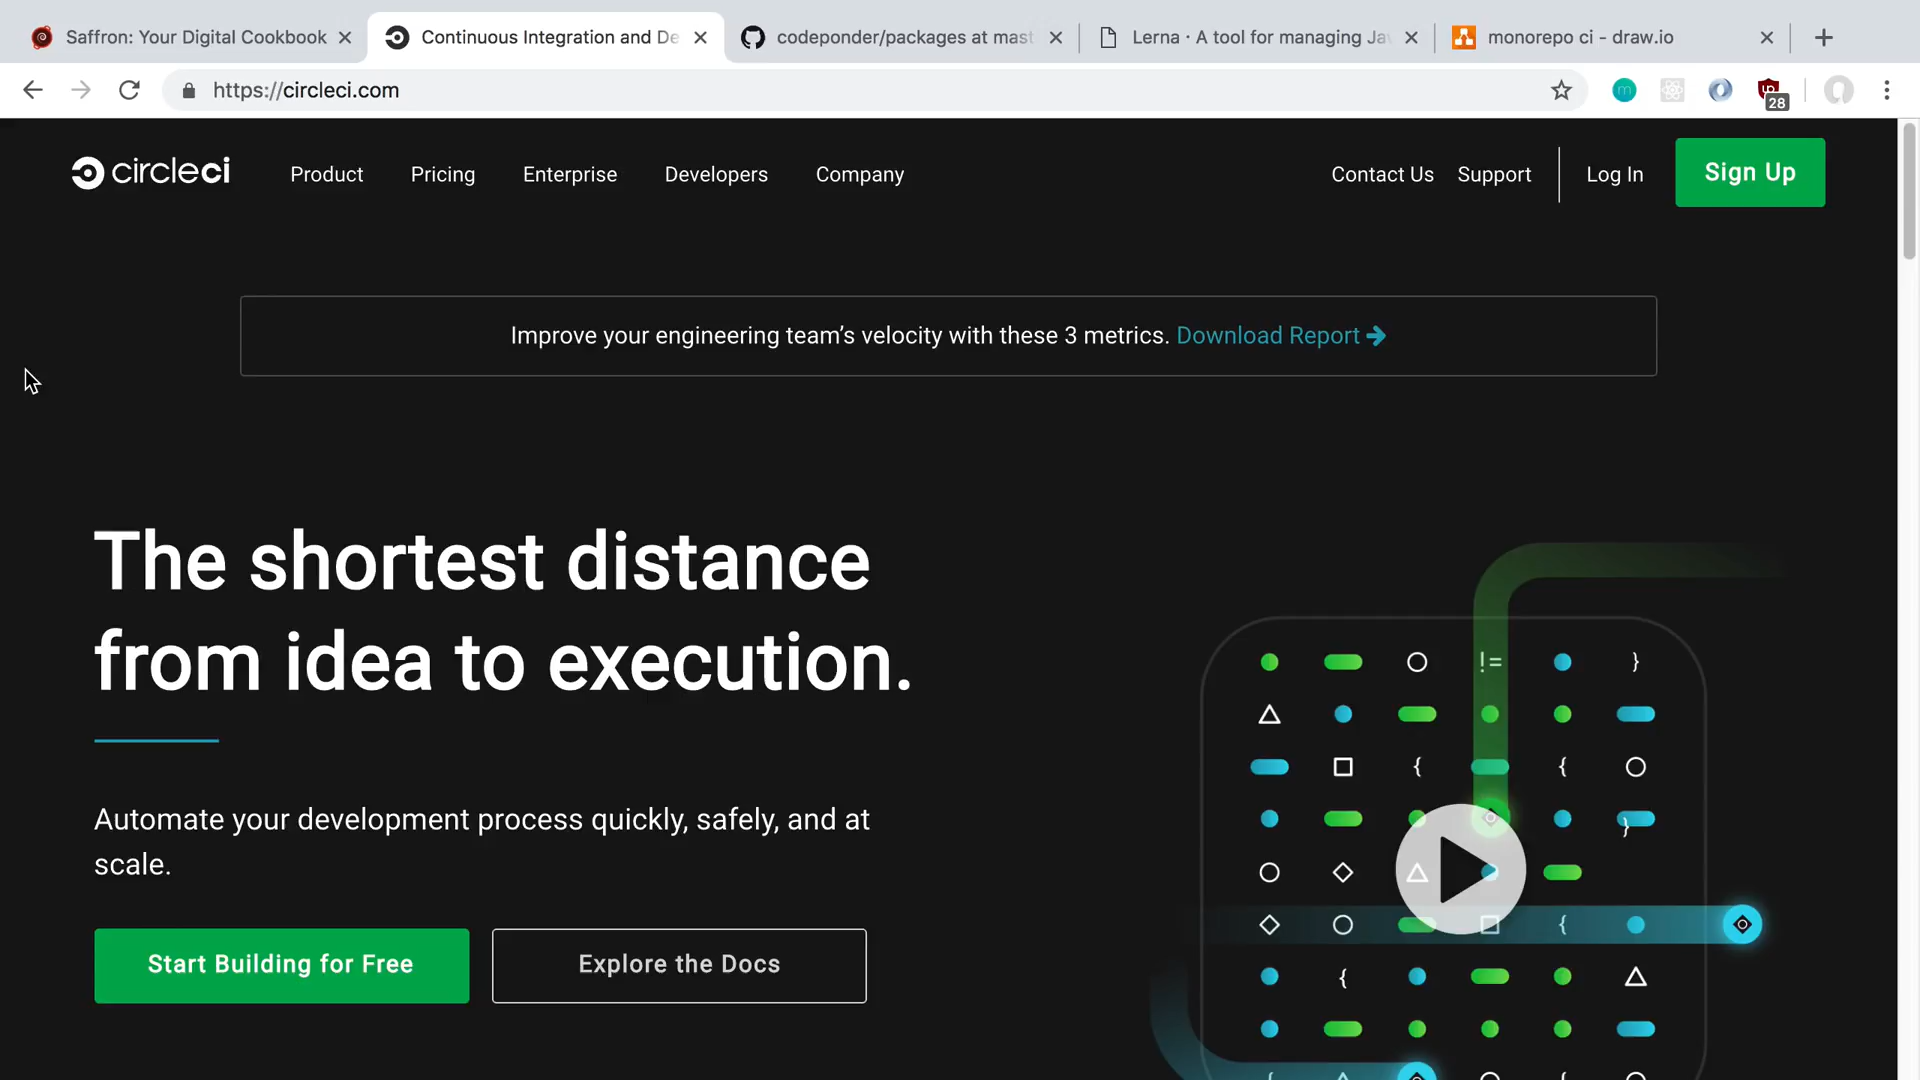 Saffron: Your Digital Cookbook
Continuous Integration and De
codeponder/packages at mast
Lerna · A tool for managing Jav
monorepo ci - draw.io
https://circleci.com
28
circleci
Product
Pricing
Enterprise
Developers
Company
Contact Us
Support
Log In
Sign Up
Improve your engineering team’s velocity with these 3 metrics. Download Report
The shortest distance
from idea to execution.
Automate your development process quickly, safely, and at
scale.
Start Building for Free
Explore the Docs